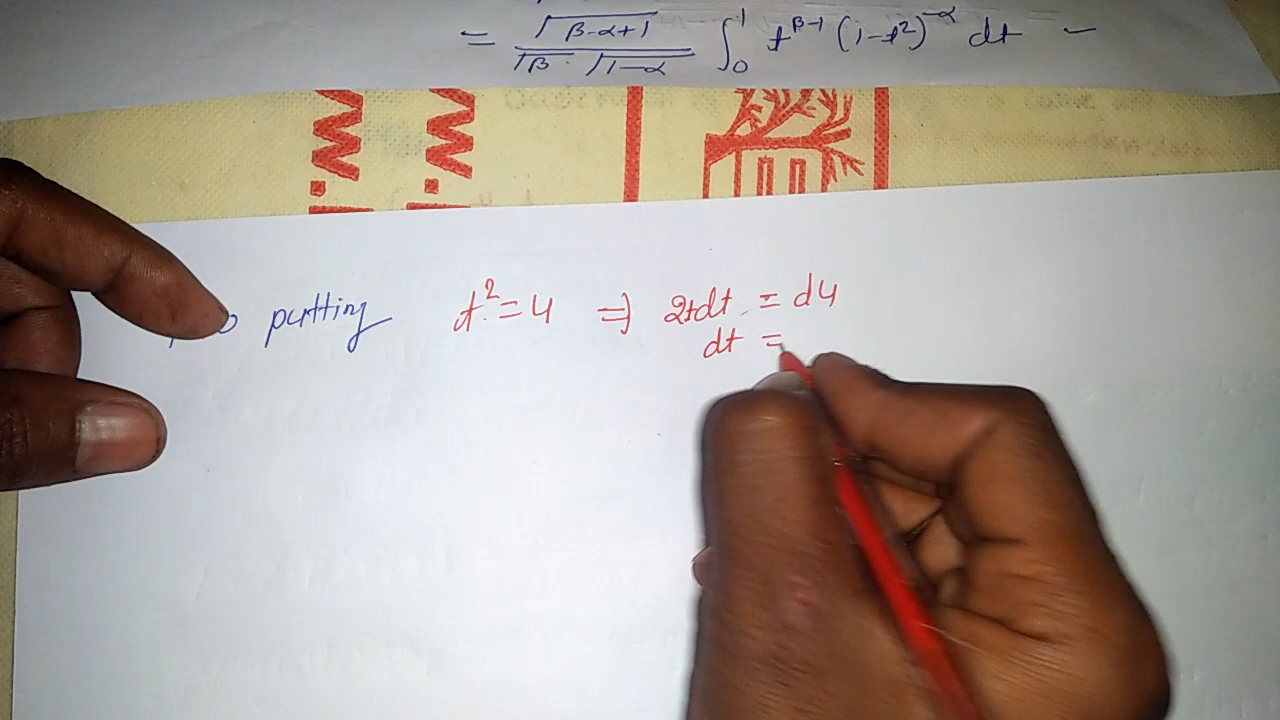 = Γβ-α+1 / Γβ · Γ1-α ∫₀¹ t^β-1 (1-t²)^-α dt -
W. W.
putting t² = u ⇒ 2tdt = du
dt =